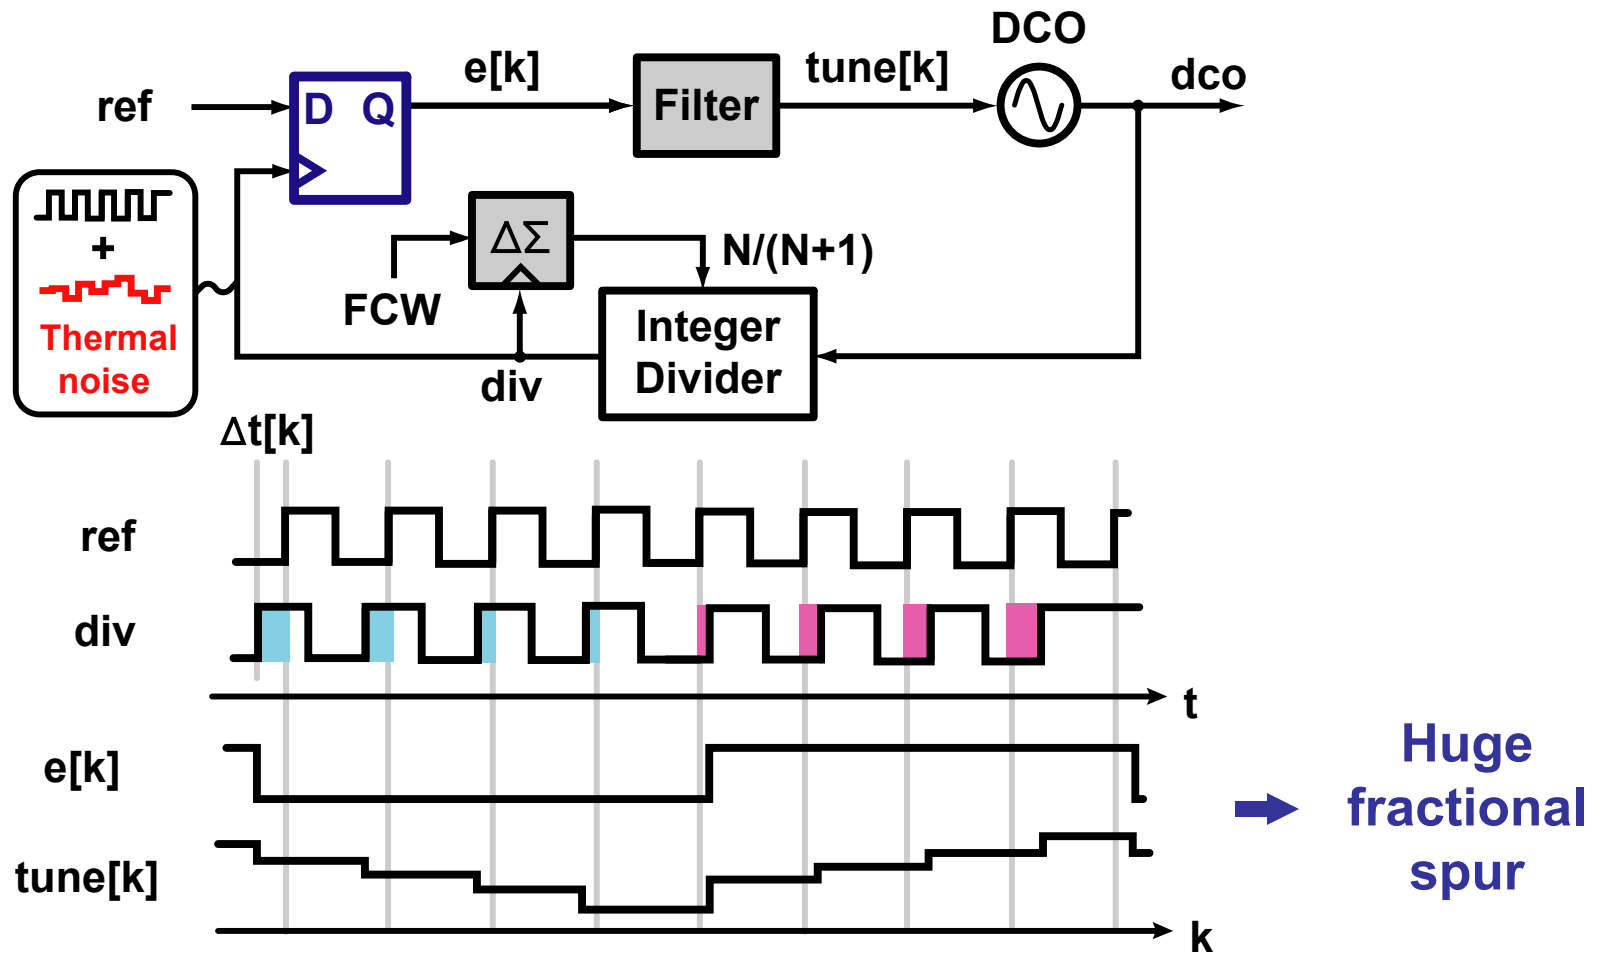 DCO
e[k]
tune[k]
dco
ref
D Q
Filter
ΔΣ
N/(N+1)
+
FCW
Thermal
noise
Integer
Divider
div
Δt[k]
ref
div
t
e[k]
Huge
fractional
spur
tune[k]
k